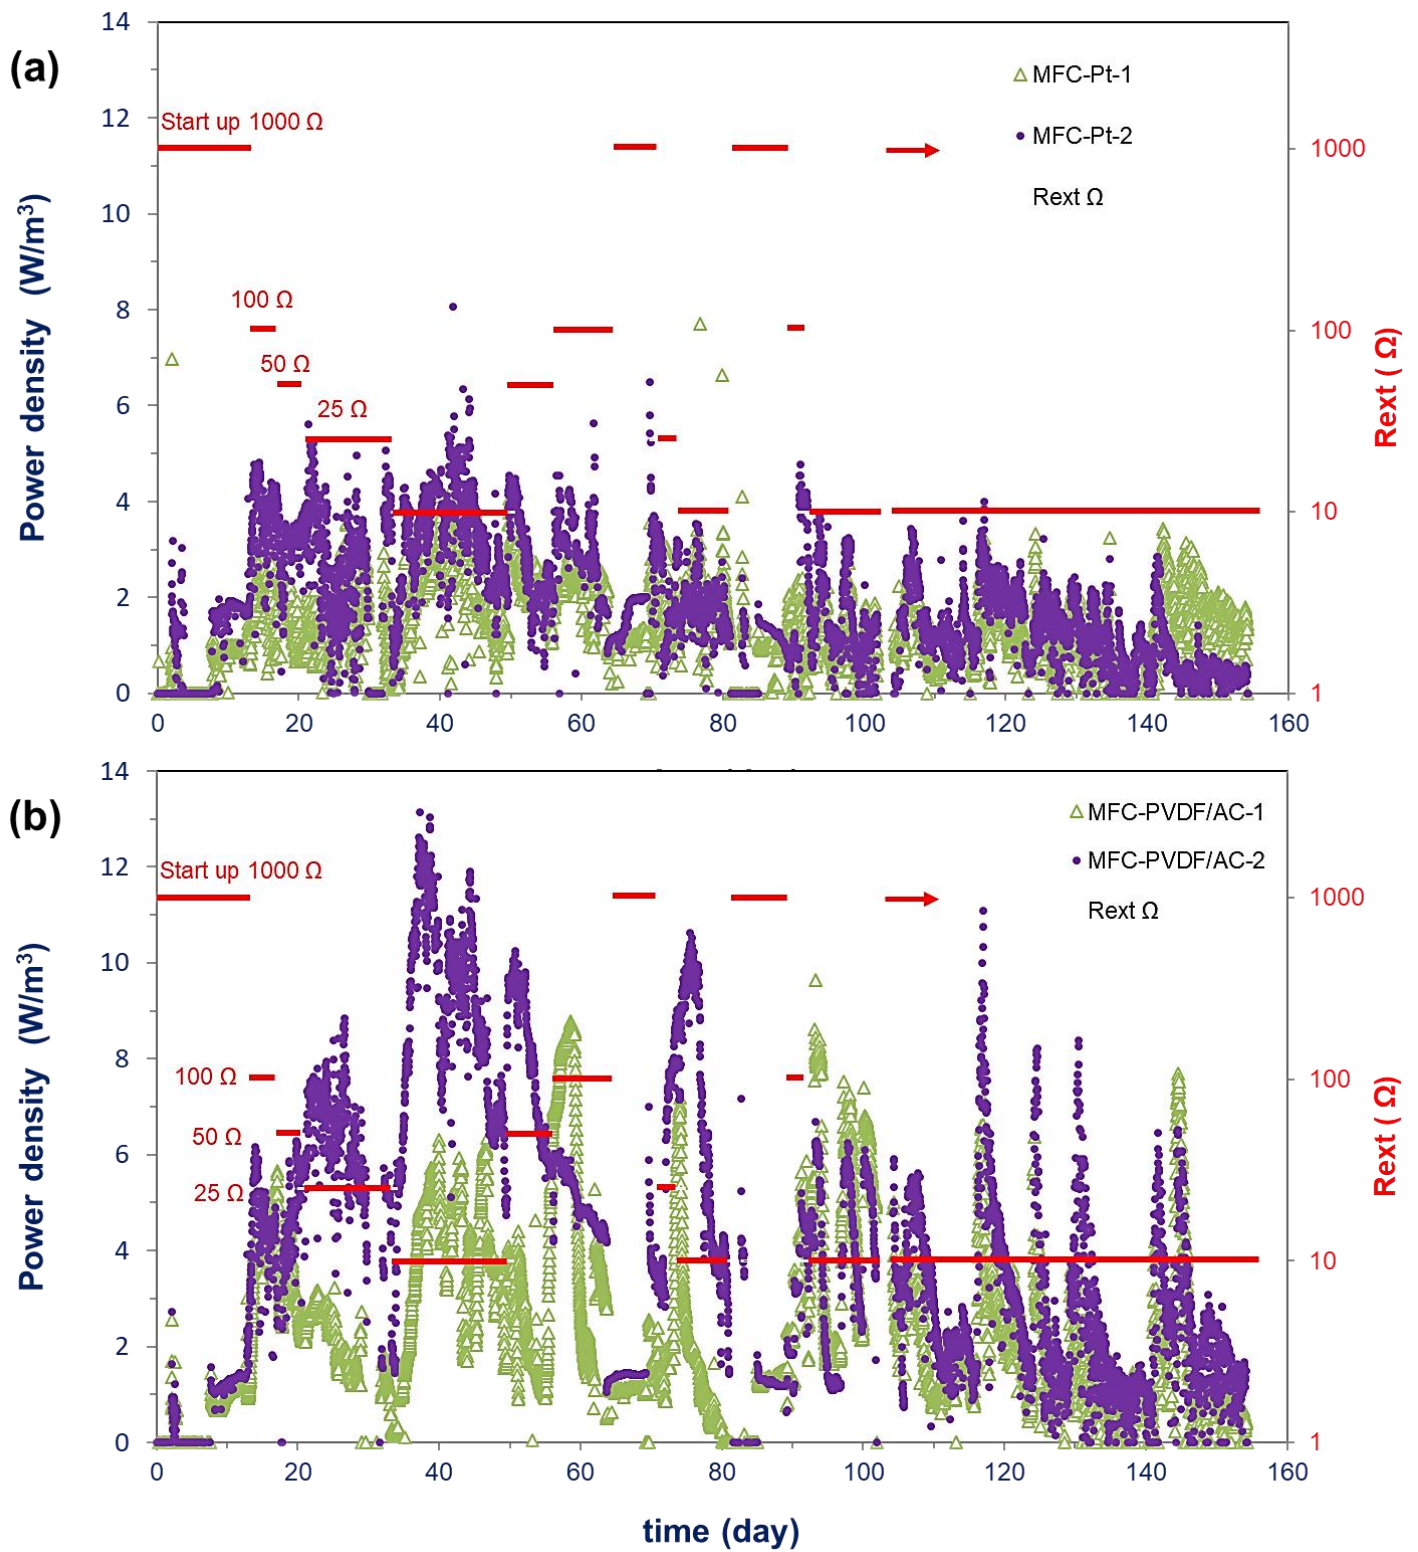 (a)
Power density (W/m³)
14
12
10
8
6
4
2
0
Start up 1000 Ω
100 Ω
50 Ω
25 Ω
MFC-Pt-1
MFC-Pt-2
Rext Ω
1000
100
10
1
Rext ( Ω)
0 20 40 60 80 100 120 140 160
(b)
Power density (W/m³)
14
12
10
8
6
4
2
0
Start up 1000 Ω
100 Ω
50 Ω
25 Ω
MFC-PVDF/AC-1
MFC-PVDF/AC-2
Rext Ω
1000
100
10
1
Rext ( Ω)
0 20 40 60 80 100 120 140 160
time (day)